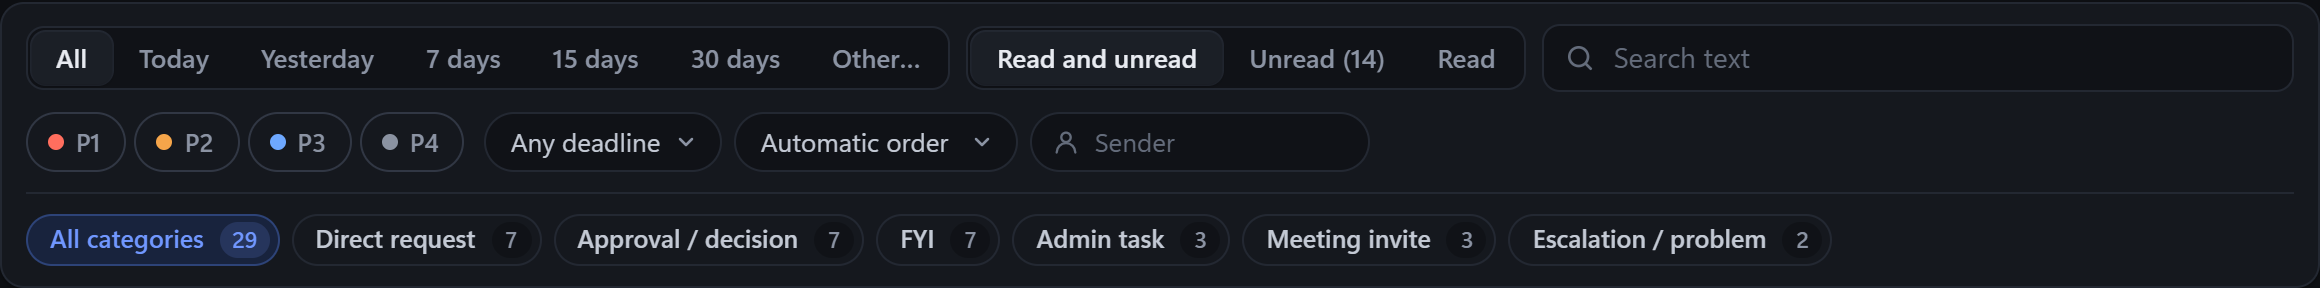 All Today Yesterday 7 days 15 days 30 days Other... Read and unread Unread (14) Read Search text
P1 P2 P3 P4 Any deadline Automatic order Sender
All categories 29 Direct request 7 Approval / decision 7 FYI 7 Admin task 3 Meeting invite 3 Escalation / problem 2